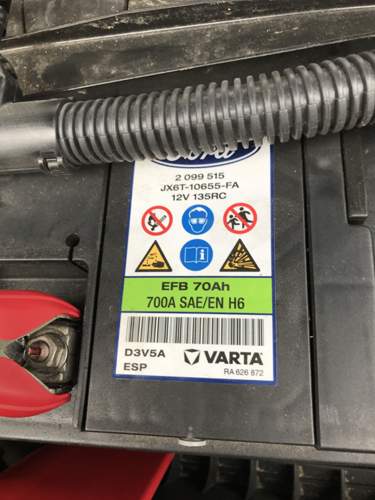 2 099 515
JX6T-10655-FA
12V 135RC
EFB 70Ah
700A SAE/EN H6
D3V5A
ESP
VARTA
RA 626 872